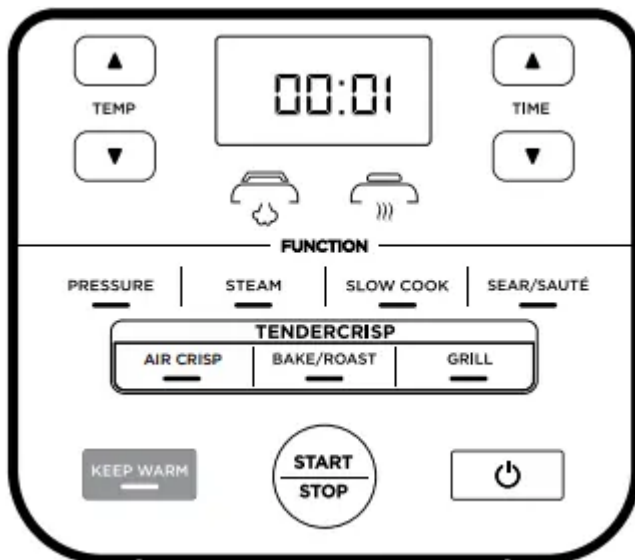 00:01
TEMP
TIME
FUNCTION
PRESSURE
STEAM
SLOW COOK
SEAR/SAUTÉ
TENDERCRISP
AIR CRISP
BAKE/ROAST
GRILL
KEEP WARM
START
STOP